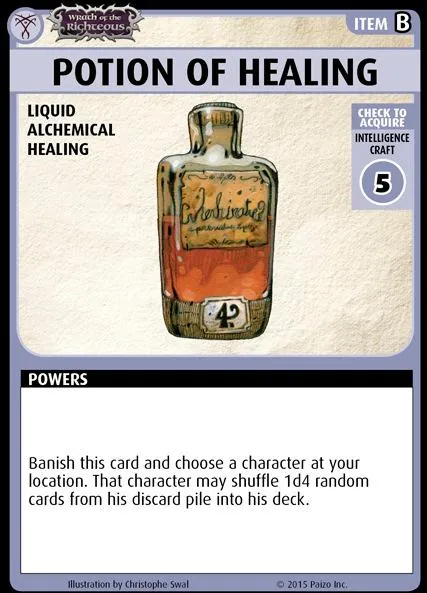 Wrath of the
Righteous
ITEM B
POTION OF HEALING
LIQUID
ALCHEMICAL
HEALING
CHECK TO
ACQUIRE
INTELLIGENCE
CRAFT
5
POWERS
Banish this card and choose a character at your
location. That character may shuffle 1d4 random
cards from his discard pile into his deck.
Illustration by Christophe Swal
© 2015 Paizo Inc.